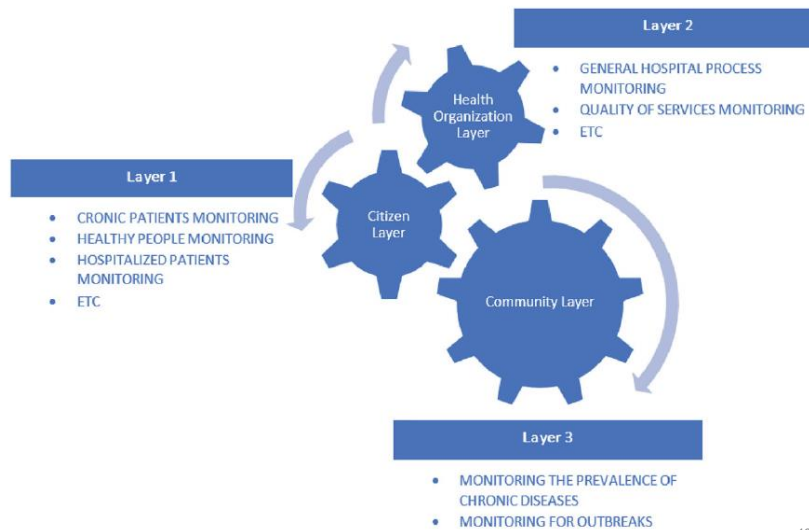 Layer 2
• GENERAL HOSPITAL PROCESS
MONITORING
• QUALITY OF SERVICES MONITORING
• ETC
Health
Organization
Layer
Layer 1
• CRONIC PATIENTS MONITORING
• HEALTHY PEOPLE MONITORING
• HOSPITALIZED PATIENTS
MONITORING
• ETC
Citizen
Layer
Community Layer
Layer 3
• MONITORING THE PREVALENCE OF
CHRONIC DISEASES
• MONITORING FOR OUTBREAKS